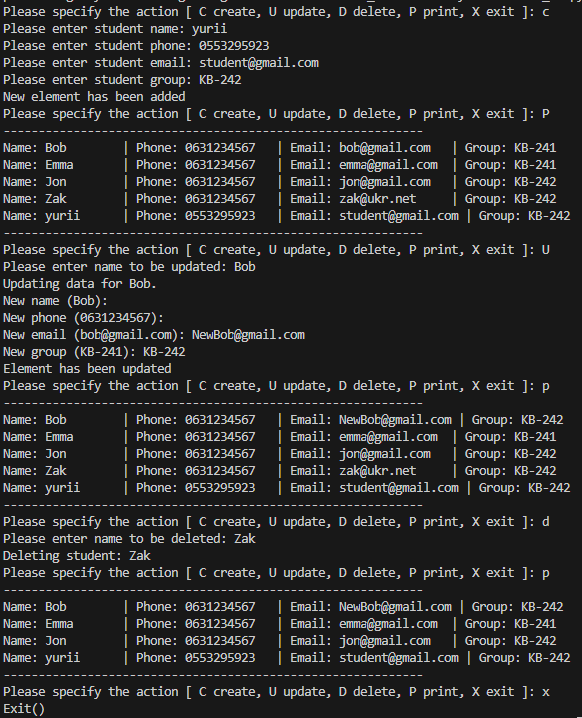 Please specify the action [ C create, U update, D delete, P print, X exit ]: c
Please enter student name: yurii
Please enter student phone: 0553295923
Please enter student email: student@gmail.com
Please enter student group: KB-242
New element has been added
Please specify the action [ C create, U update, D delete, P print, X exit ]: P
------------------------------------------------------------
Name: Bob        | Phone: 0631234567   | Email: bob@gmail.com   | Group: KB-241
Name: Emma       | Phone: 0631234567   | Email: emma@gmail.com  | Group: KB-241
Name: Jon        | Phone: 0631234567   | Email: jon@gmail.com   | Group: KB-242
Name: Zak        | Phone: 0631234567   | Email: zak@ukr.net     | Group: KB-242
Name: yurii      | Phone: 0553295923   | Email: student@gmail.com | Group: KB-242
------------------------------------------------------------
Please specify the action [ C create, U update, D delete, P print, X exit ]: U
Please enter name to be updated: Bob
Updating data for Bob.
New name (Bob):
New phone (0631234567):
New email (bob@gmail.com): NewBob@gmail.com
New group (KB-241): KB-242
Element has been updated
Please specify the action [ C create, U update, D delete, P print, X exit ]: p
------------------------------------------------------------
Name: Bob        | Phone: 0631234567   | Email: NewBob@gmail.com | Group: KB-242
Name: Emma       | Phone: 0631234567   | Email: emma@gmail.com  | Group: KB-241
Name: Jon        | Phone: 0631234567   | Email: jon@gmail.com   | Group: KB-242
Name: Zak        | Phone: 0631234567   | Email: zak@ukr.net     | Group: KB-242
Name: yurii      | Phone: 0553295923   | Email: student@gmail.com | Group: KB-242
------------------------------------------------------------
Please specify the action [ C create, U update, D delete, P print, X exit ]: d
Please enter name to be deleted: Zak
Deleting student: Zak
Please specify the action [ C create, U update, D delete, P print, X exit ]: p
------------------------------------------------------------
Name: Bob        | Phone: 0631234567   | Email: NewBob@gmail.com | Group: KB-242
Name: Emma       | Phone: 0631234567   | Email: emma@gmail.com  | Group: KB-241
Name: Jon        | Phone: 0631234567   | Email: jon@gmail.com   | Group: KB-242
Name: yurii      | Phone: 0553295923   | Email: student@gmail.com | Group: KB-242
------------------------------------------------------------
Please specify the action [ C create, U update, D delete, P print, X exit ]: x
Exit()